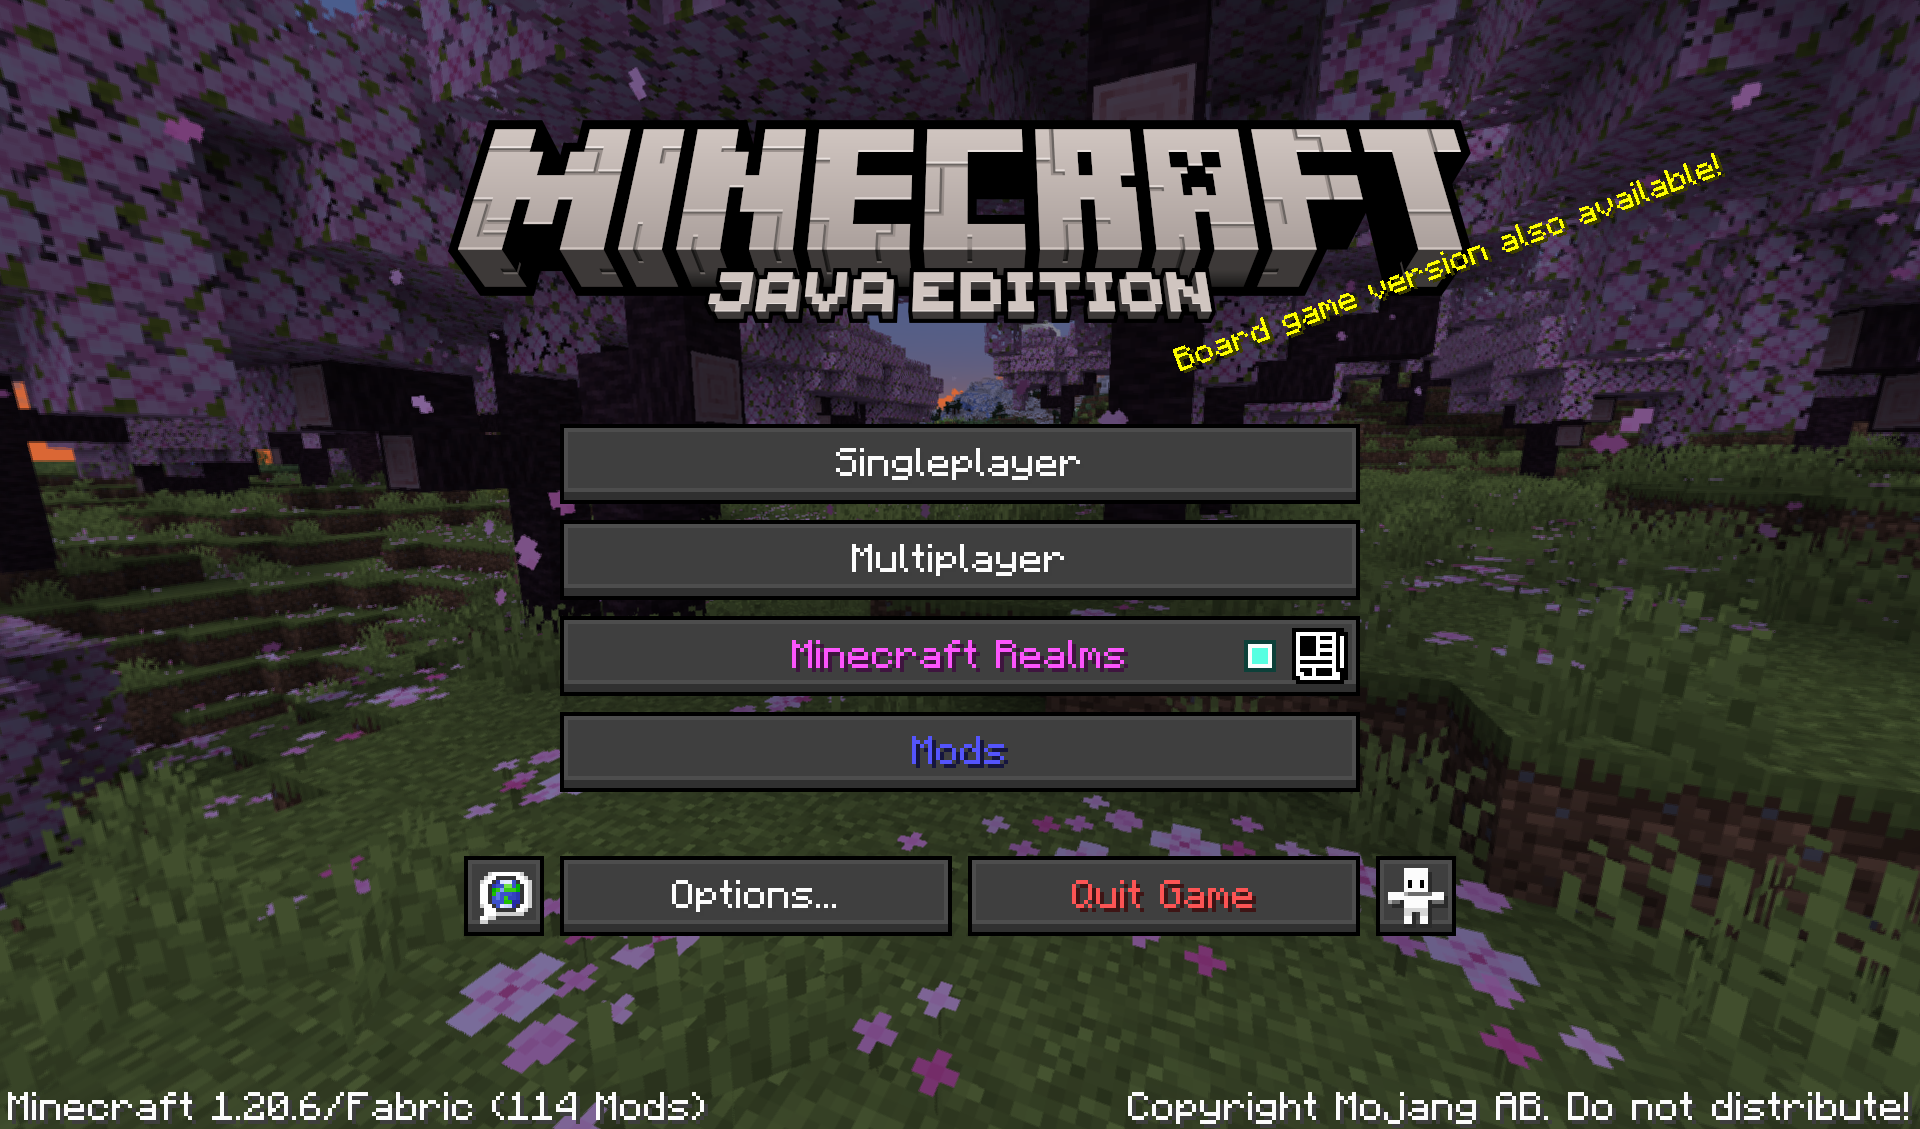 MINECRAFT
JAVA EDITION
Board game version also available!
Singleplayer
Multiplayer
Minecraft Realms
Mods
Options...
Quit Game
Minecraft 1.20.6/Fabric (114 Mods)
Copyright Mojang AB. Do not distribute!